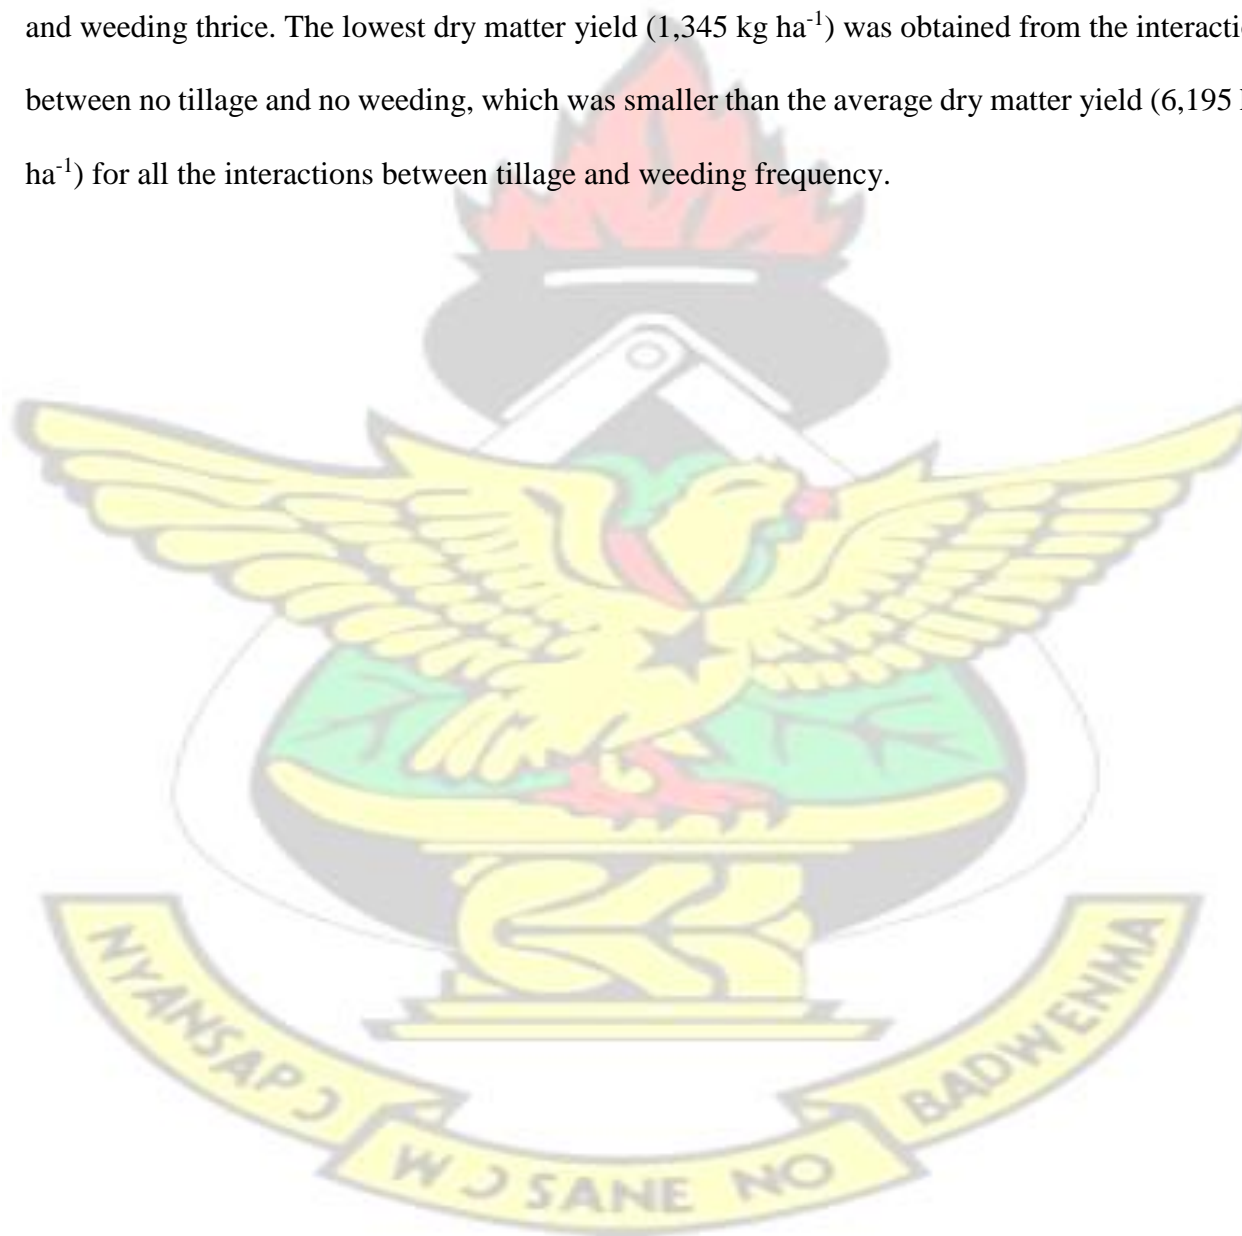 and weeding thrice. The lowest dry matter yield (1,345 kg ha⁻¹) was obtained from the interacti
between no tillage and no weeding, which was smaller than the average dry matter yield (6,195
ha⁻¹) for all the interactions between tillage and weeding frequency.
NYANSAPƆ
WƆSANE NO
BADWENMA